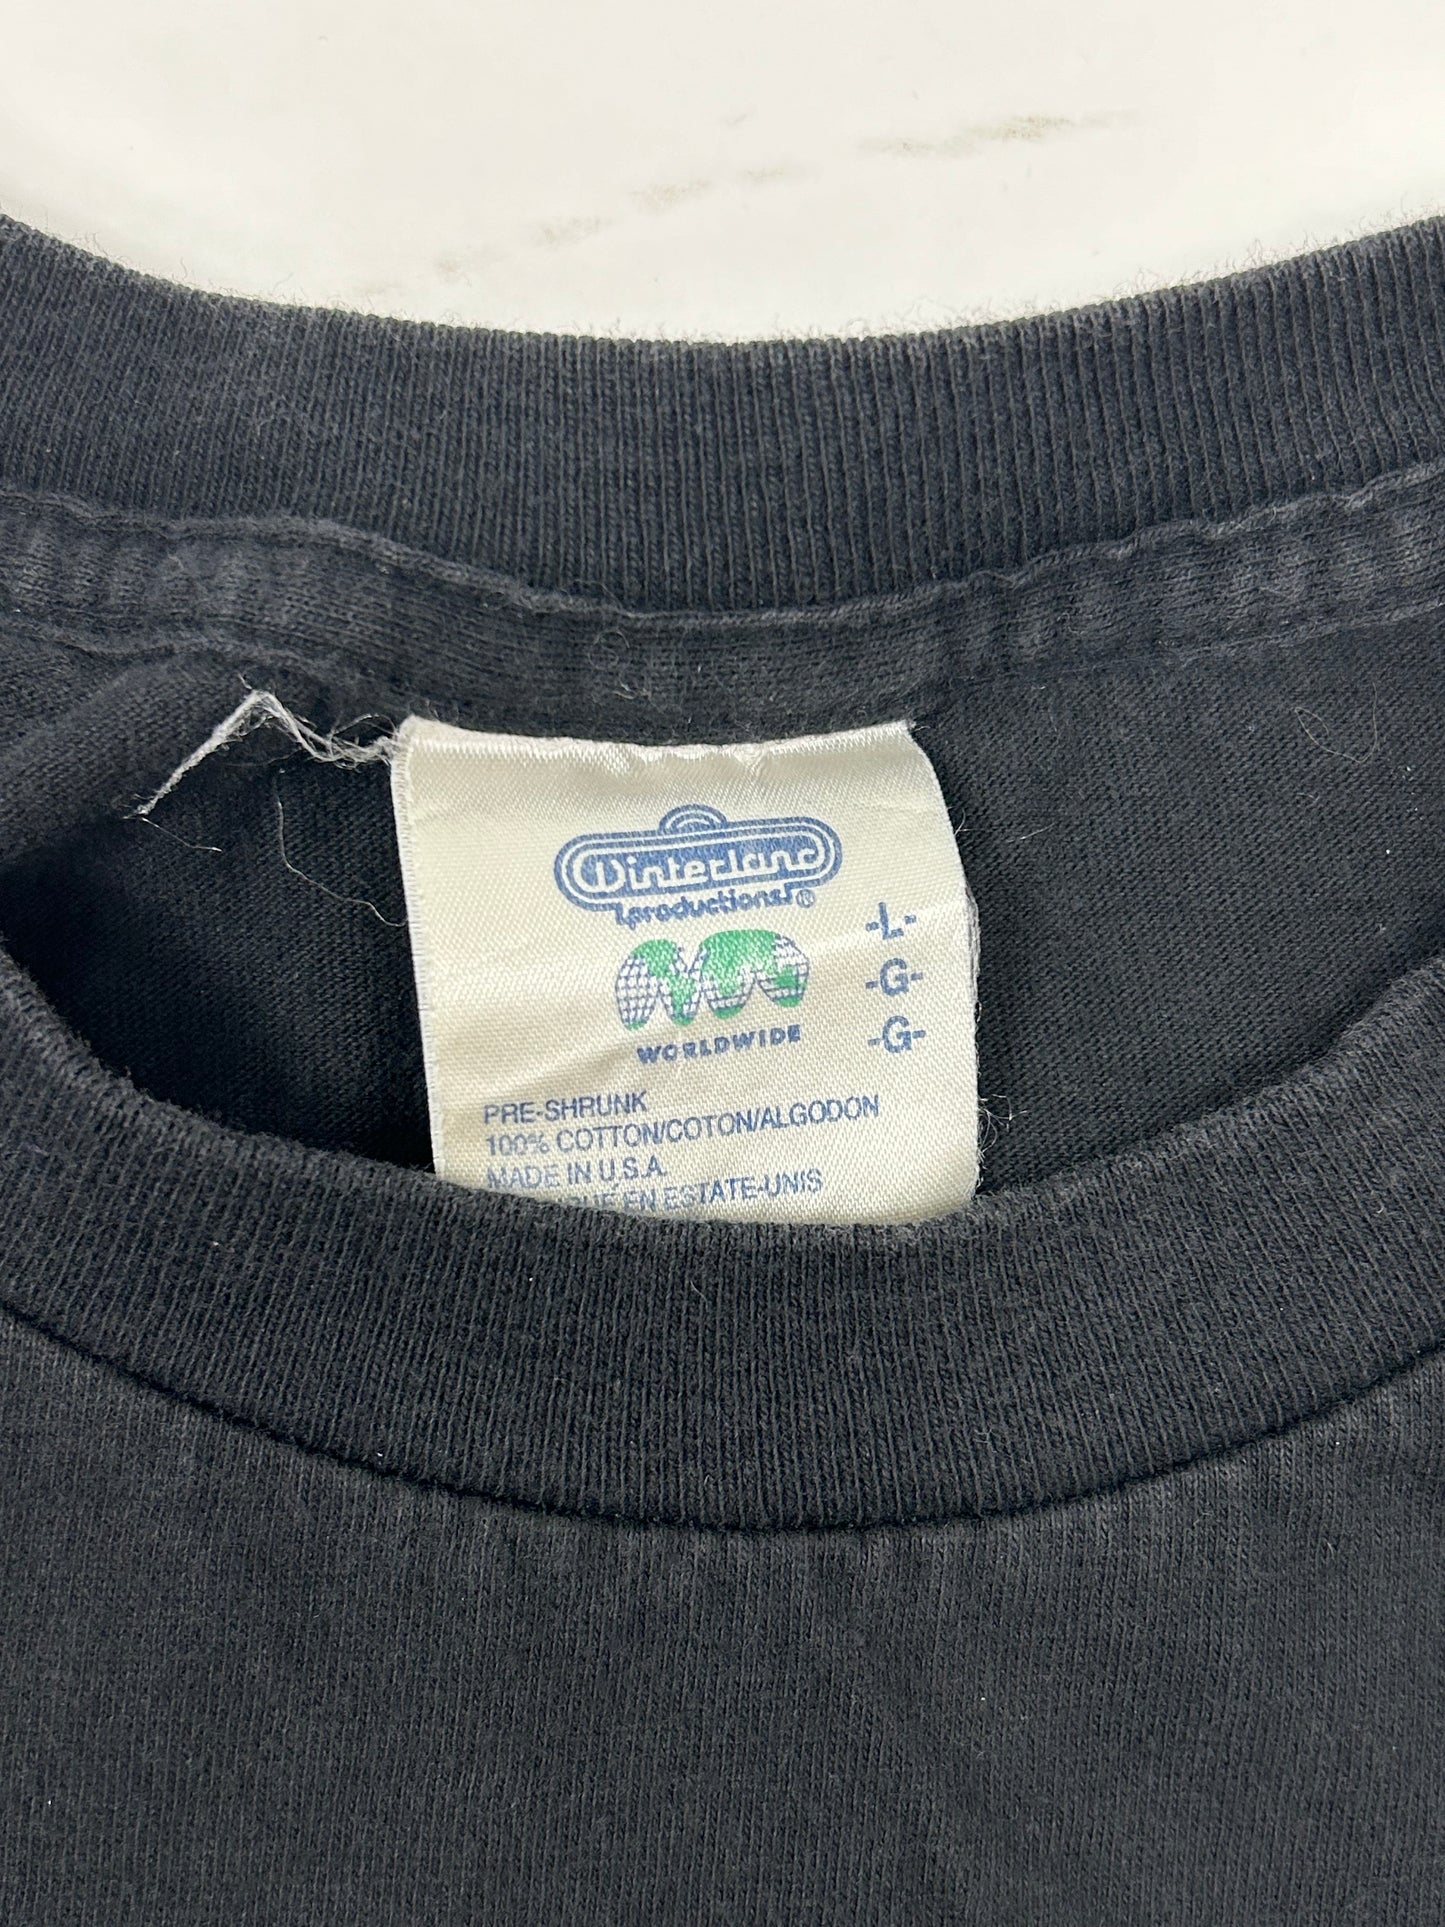 Winterland
productions®
-L-
-G-
-G-
WORLDWIDE
PRE-SHRUNK
100% COTTON/COTON/ALGODON
MADE IN U.S.A.
EN ESTATE-UNIS